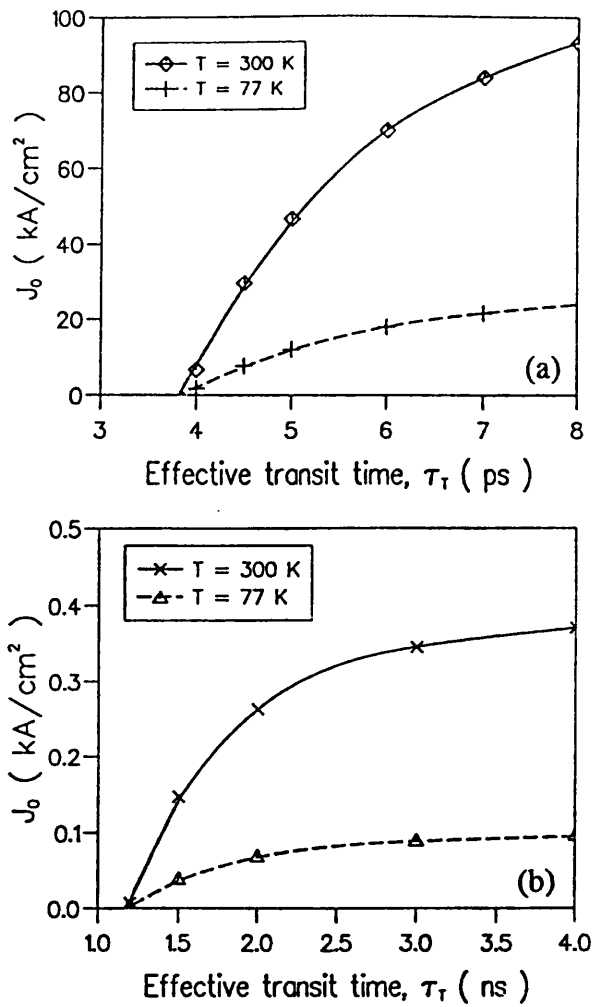 100
80
60
40
20
0
J₀ ( kA/cm² )
T = 300 K
T = 77 K
(a)
3 4 5 6 7 8
Effective transit time, τ_T ( ps )
0.5
0.4
0.3
0.2
0.1
0.0
J₀ ( kA/cm² )
T = 300 K
T = 77 K
(b)
1.0 1.5 2.0 2.5 3.0 3.5 4.0
Effective transit time, τ_T ( ns )